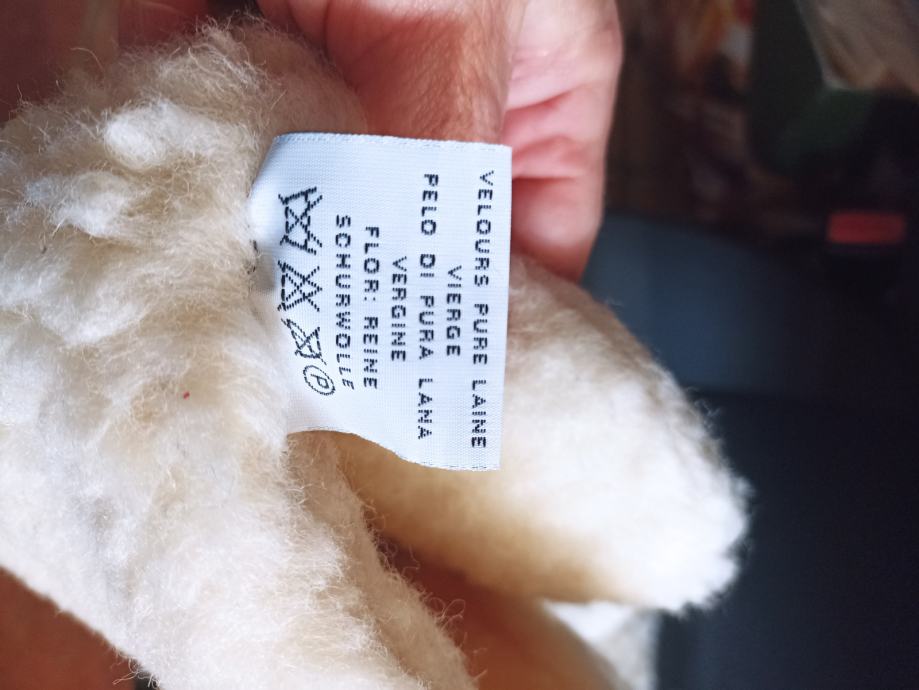 VELOURS PURE LAINE
VIERGE
PELO DI PURA LANA
VERGINE
FLOR: REINE
SCHURWOLLE
P